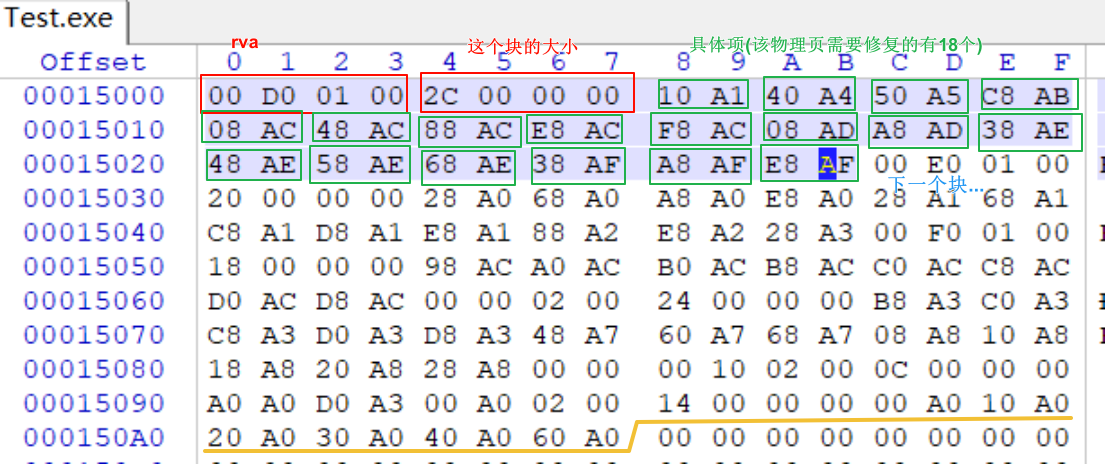 Test.exe
rva
这个块的大小
具体项(该物理页需要修复的有18个)
Offset 0 1 2 3 4 5 6 7 8 9 A B C D E F
00015000 00 D0 01 00 2C 00 00 00 10 A1 40 A4 50 A5 C8 AB
00015010 08 AC 48 AC 88 AC E8 AC F8 AC 08 AD A8 AD 38 AE
00015020 48 AE 58 AE 68 AE 38 AF A8 AF E8 AF 00 E0 01 00
下一个块...
00015030 20 00 00 00 28 A0 68 A0 A8 A0 E8 A0 28 A1 68 A1
00015040 C8 A1 D8 A1 E8 A1 88 A2 E8 A2 28 A3 00 F0 01 00
00015050 18 00 00 00 98 AC A0 AC B0 AC B8 AC C0 AC C8 AC
00015060 D0 AC D8 AC 00 00 02 00 24 00 00 00 B8 A3 C0 A3
00015070 C8 A3 D0 A3 D8 A3 48 A7 60 A7 68 A7 08 A8 10 A8
00015080 18 A8 20 A8 28 A8 00 00 00 10 02 00 0C 00 00 00
00015090 A0 A0 D0 A3 00 A0 02 00 14 00 00 00 00 A0 10 A0
000150A0 20 A0 30 A0 40 A0 60 A0 00 00 00 00 00 00 00 00